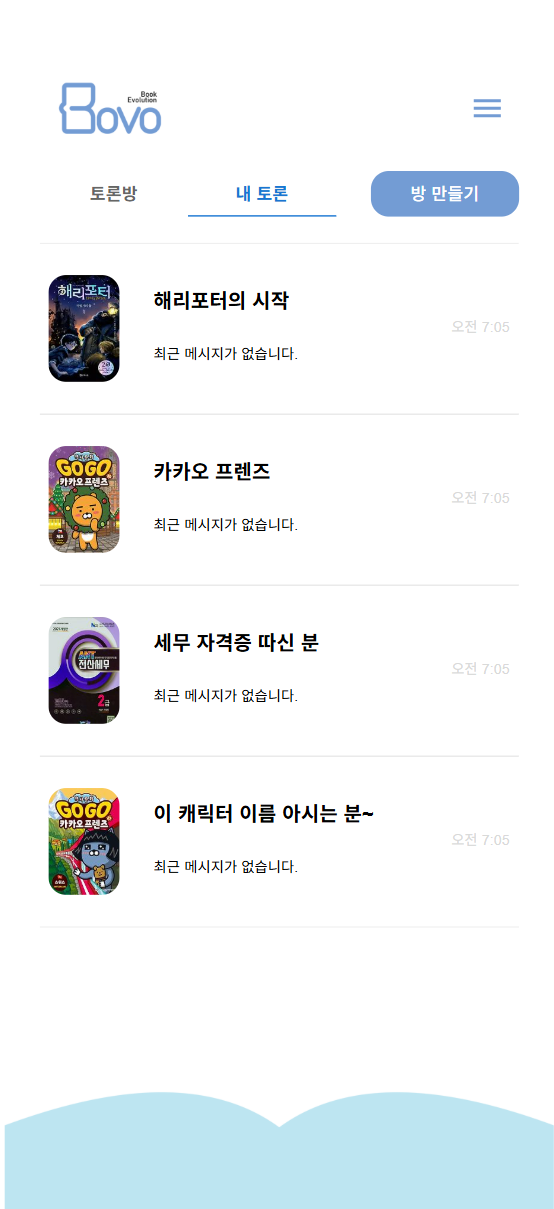 Book
Evolution
Bovo
토론방
내 토론
방 만들기
해리포터
해리포터의 시작
오전 7:05
최근 메시지가 없습니다.
GOGO
카카오프렌즈
카카오 프렌즈
오전 7:05
최근 메시지가 없습니다.
전산세무
2급
세무 자격증 따신 분
오전 7:05
최근 메시지가 없습니다.
GOGO
카카오프렌즈
이 캐릭터 이름 아시는 분~
오전 7:05
최근 메시지가 없습니다.